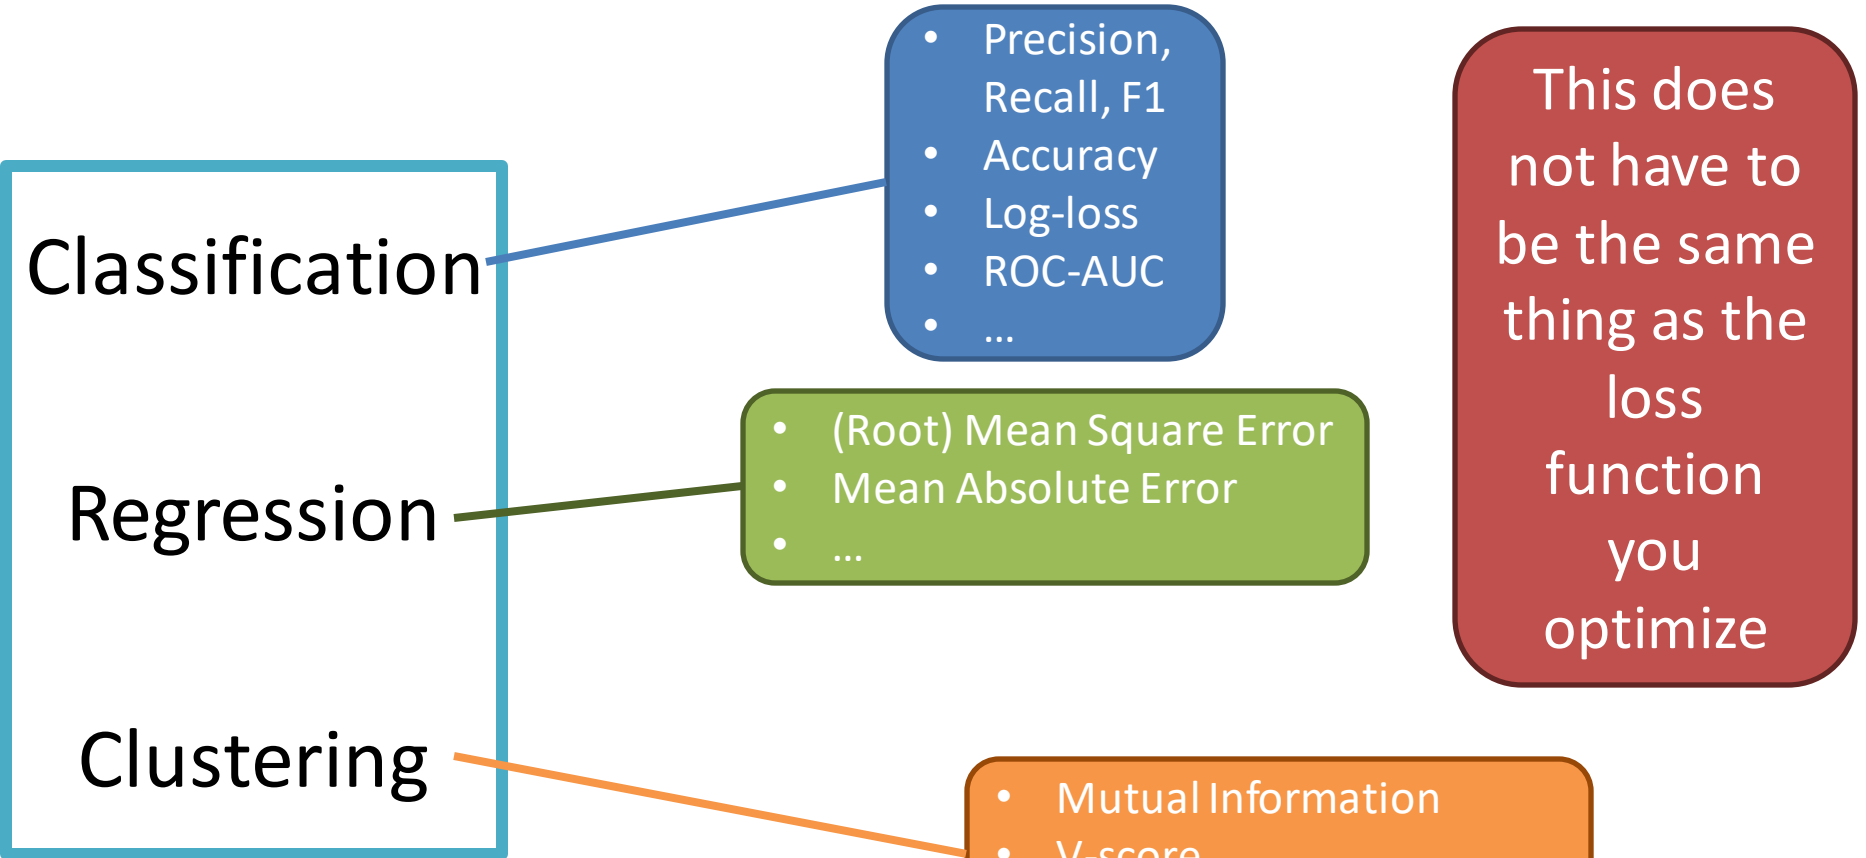 Classification
Regression
Clustering
• Precision,
Recall, F1
• Accuracy
• Log-loss
• ROC-AUC
• …
• (Root) Mean Square Error
• Mean Absolute Error
• …
• Mutual Information
• V-score
This does
not have to
be the same
thing as the
loss
function
you
optimize